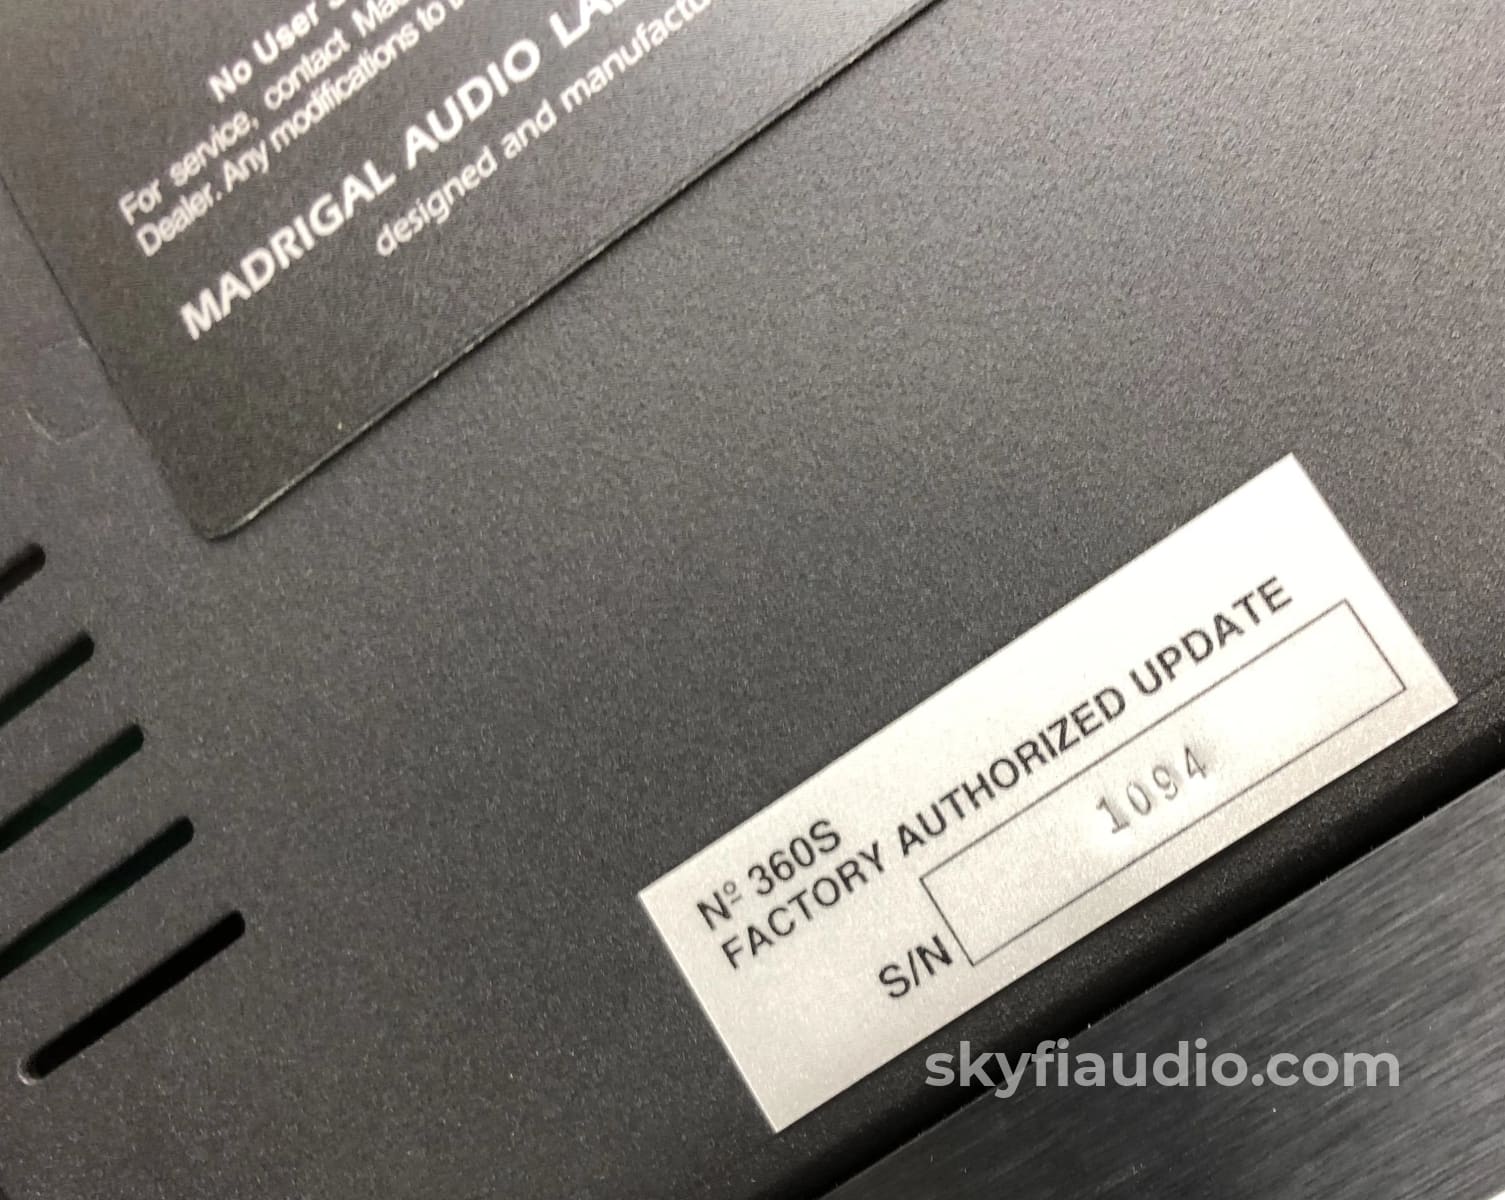 No User
For service, contact Mad
Dealer. Any modifications to
MADRIGAL AUDIO LA
designed and manufactu
Nº 360S
FACTORY AUTHORIZED UPDATE
S/N 1094
skyfiaudio.com